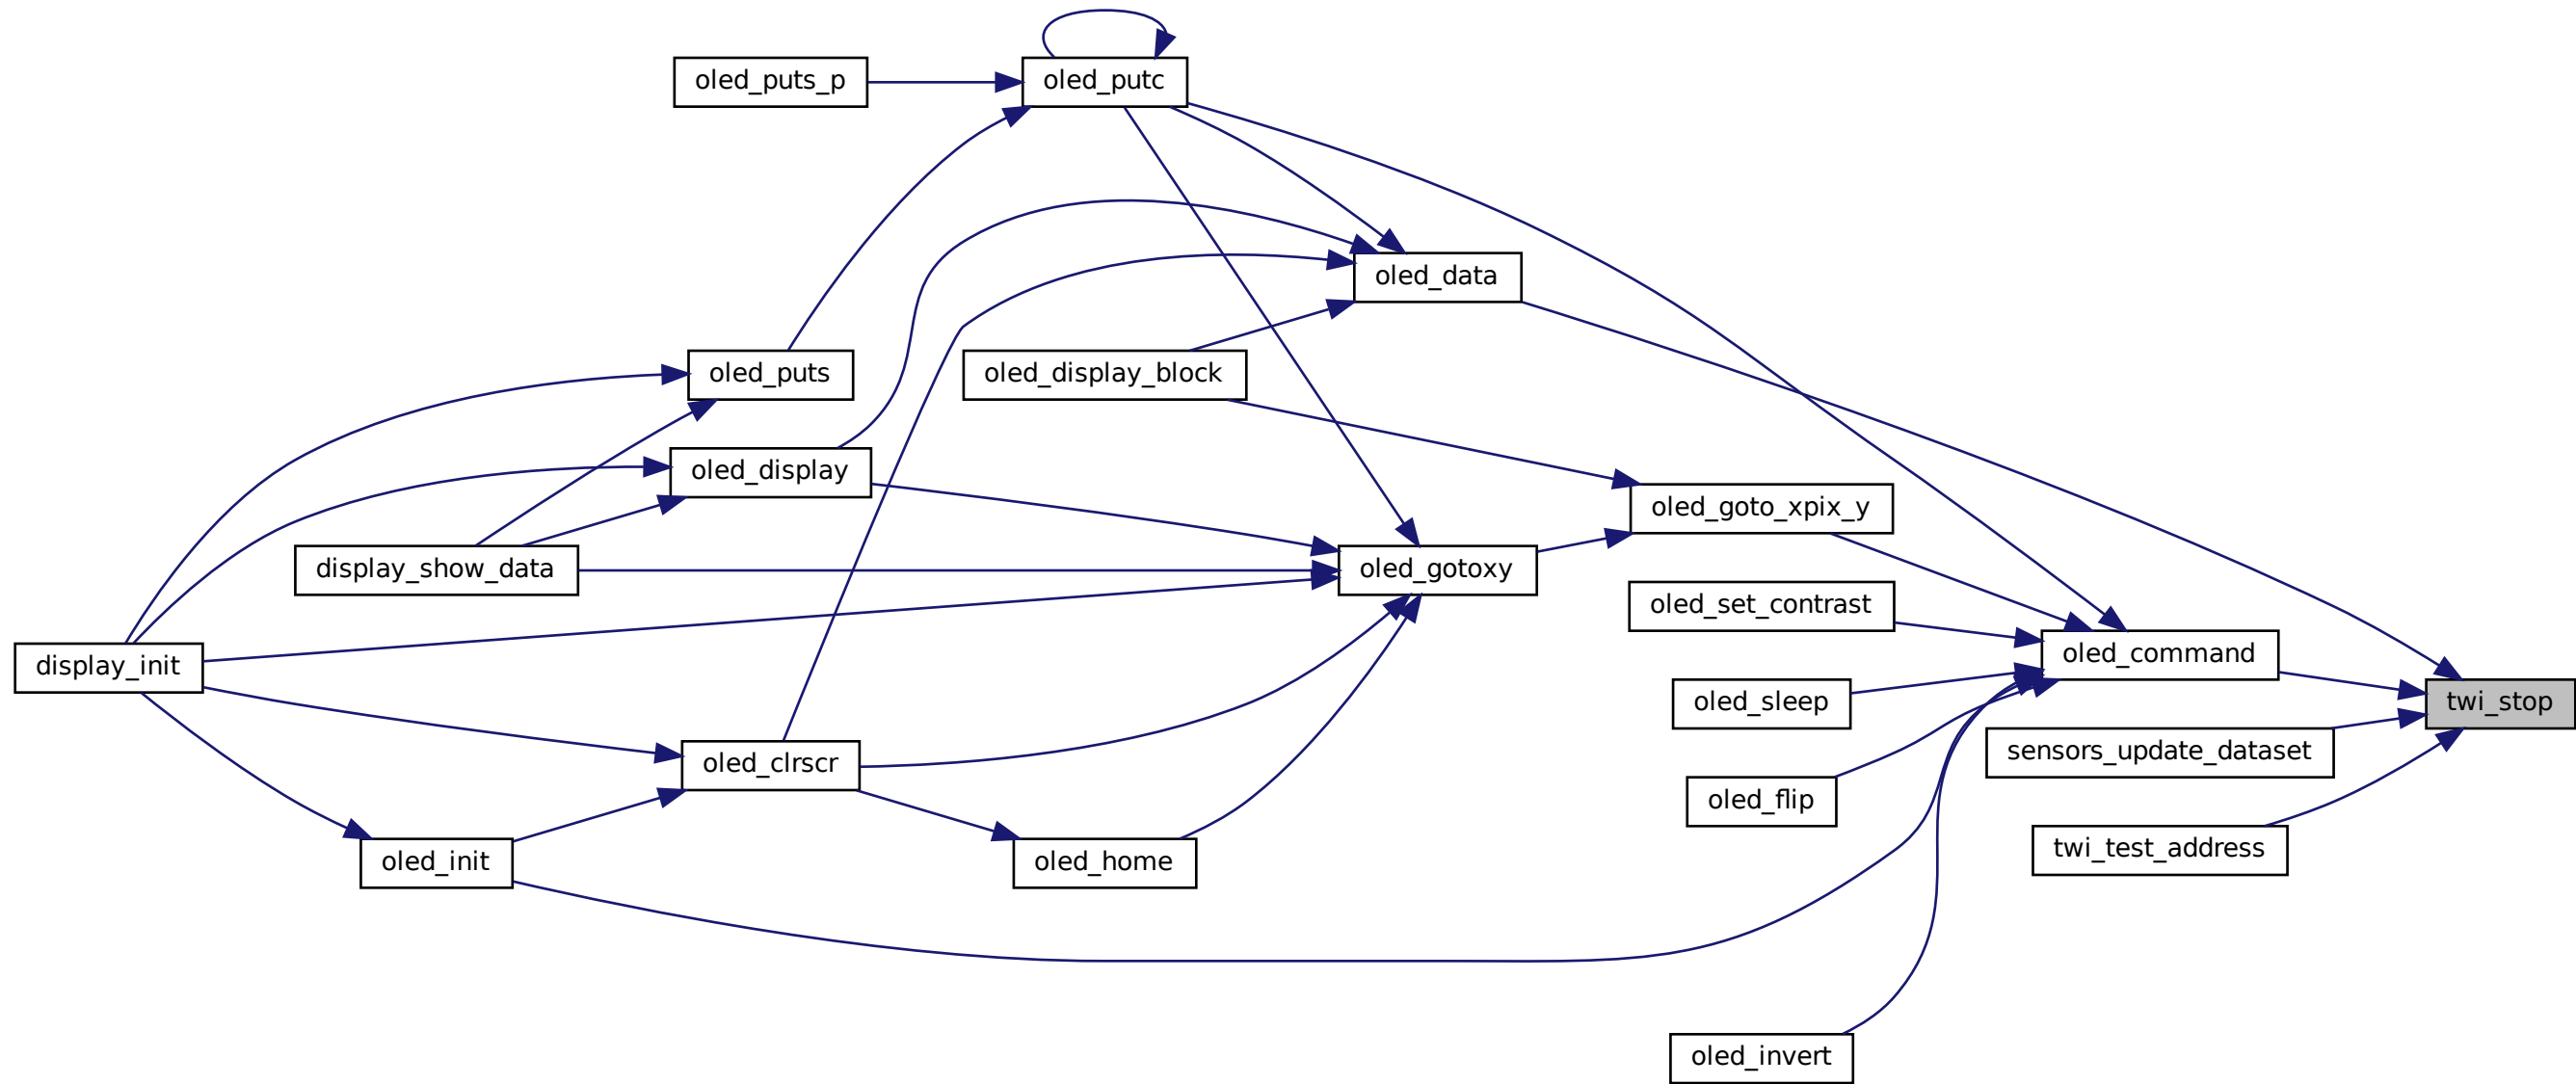 oled_puts_p
oled_putc
oled_data
oled_puts
oled_display_block
oled_display
oled_goto_xpix_y
display_show_data
oled_gotoxy
oled_set_contrast
display_init
oled_command
oled_sleep
twi_stop
oled_clrscr
sensors_update_dataset
oled_flip
oled_init
oled_home
twi_test_address
oled_invert